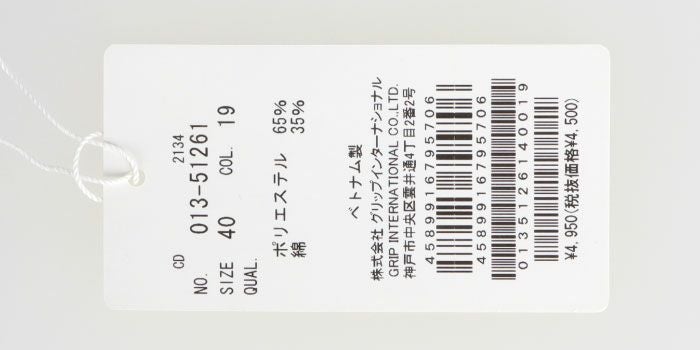 CD 2134
NO. 013-51261
SIZE 40 COL. 19
QUAL.
ポリエステル 65%
綿 35%
ベトナム製
株式会社 グリップインターナショナル
GRIP INTERNATIONAL CO.,LTD.
神戸市中央区雲井通4丁目2番2号
4589916795706
4589916795706
0135126140019
¥4,950(税抜価格¥4,500)